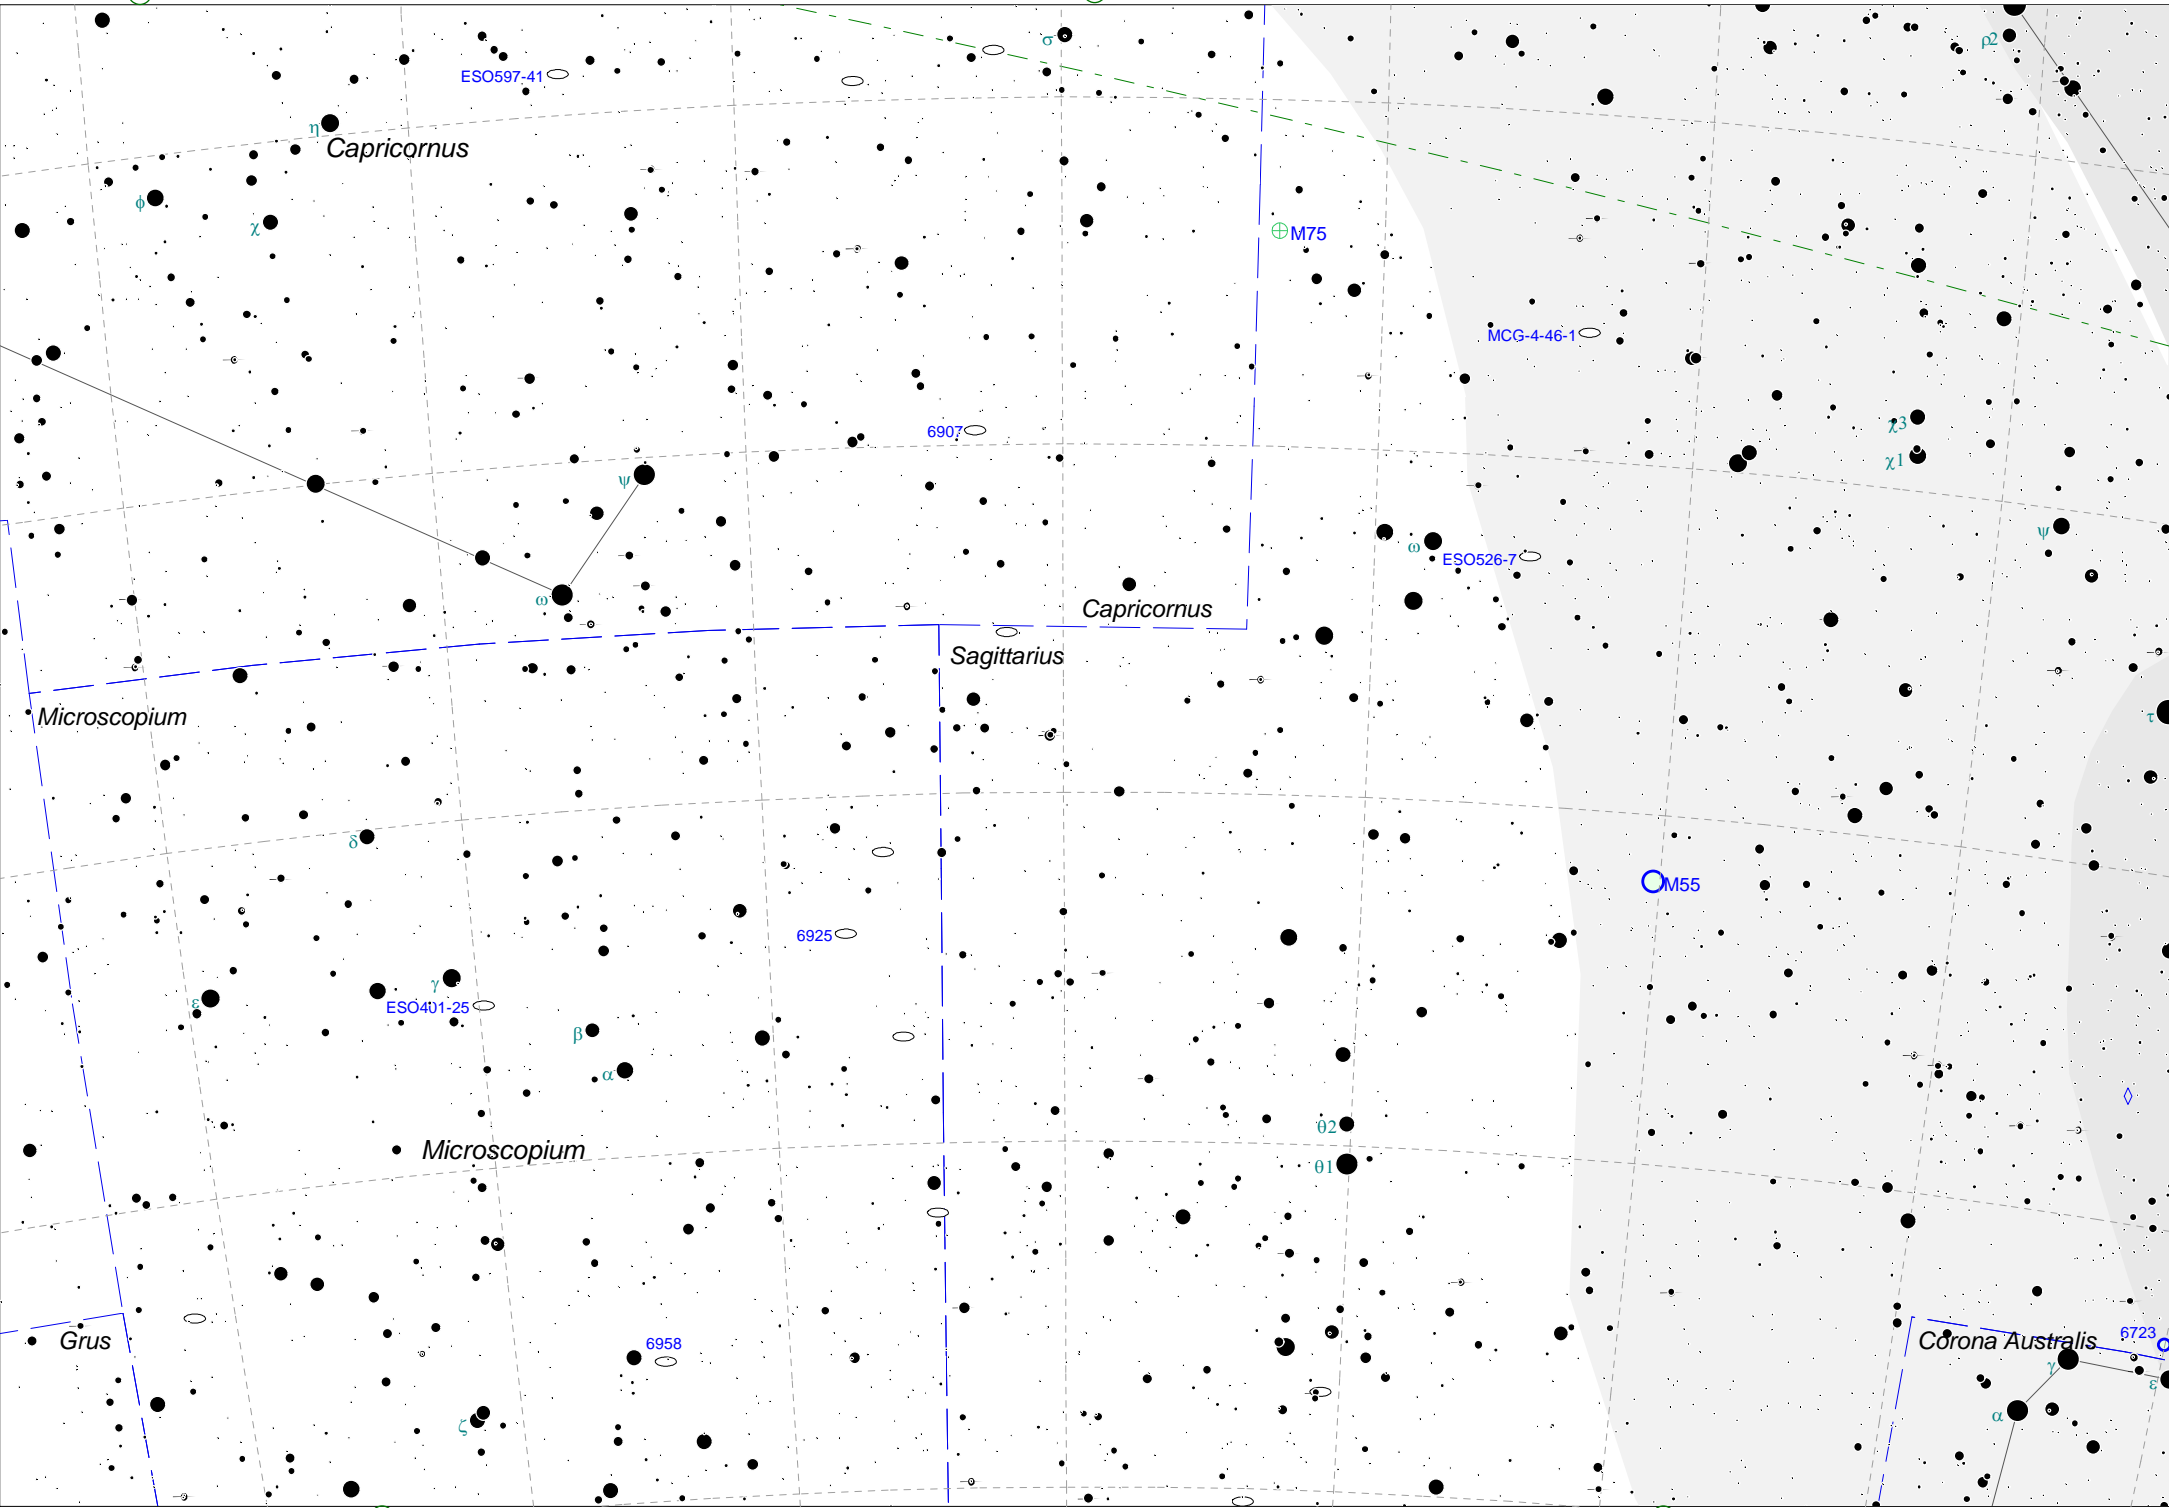 σ
ρ2
ESO597-41
η
Capricornus
φ
χ
M75
MCG-4-46-1
χ3
6907
χ1
ψ
ψ
ω
ESO526-7
ω
Capricornus
Sagittarius
Microscopium
τ
δ
M55
6925
ε
γ
ESO401-25
β
α
θ2
Microscopium
θ1
Grus
6958
Corona Australis
6723
γ
ε
α
ζ